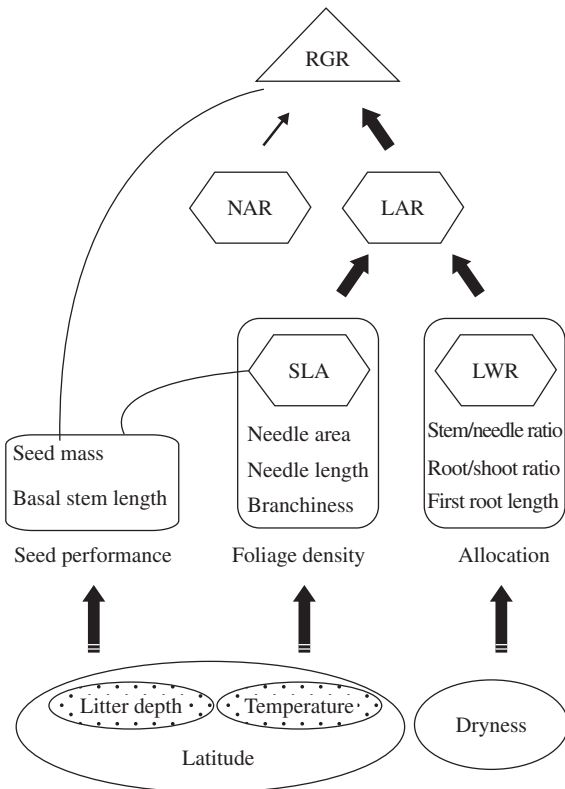 RGR
NAR
LAR
SLA
LWR
Needle area
Needle length
Branchiness
Stem/needle ratio
Root/shoot ratio
First root length
Seed mass
Basal stem length
Seed performance
Foliage density
Allocation
Litter depth
Temperature
Latitude
Dryness